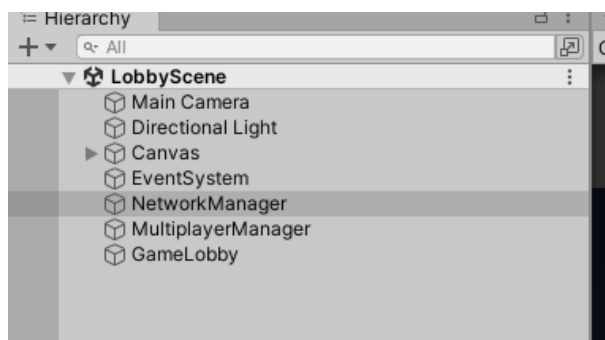 Hierarchy
All
LobbyScene
Main Camera
Directional Light
Canvas
EventSystem
NetworkManager
MultiplayerManager
GameLobby